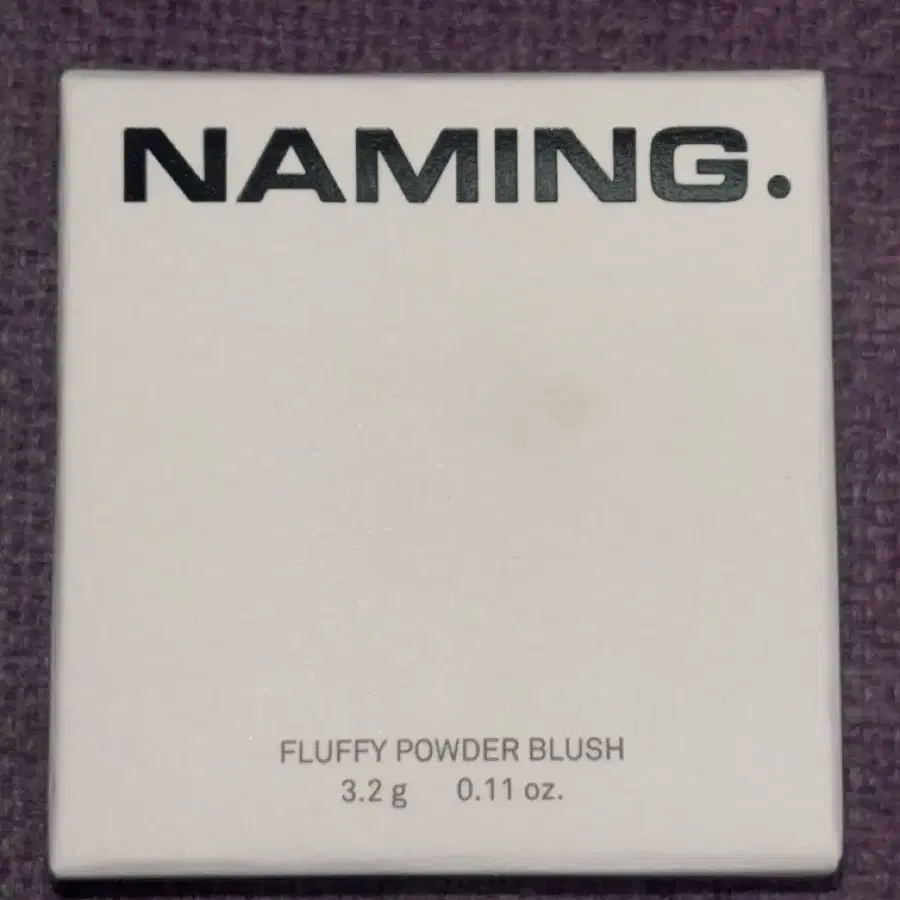 NAMING.
FLUFFY POWDER BLUSH
3.2 g 0.11 oz.